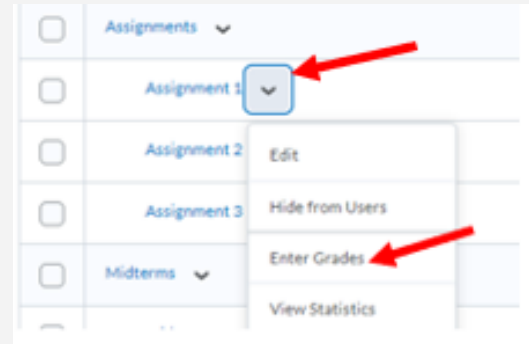 Assignments
Assignment 1
Assignment 2
Edit
Assignment 3
Hide from Users
Enter Grades
Midterms
View Statistics